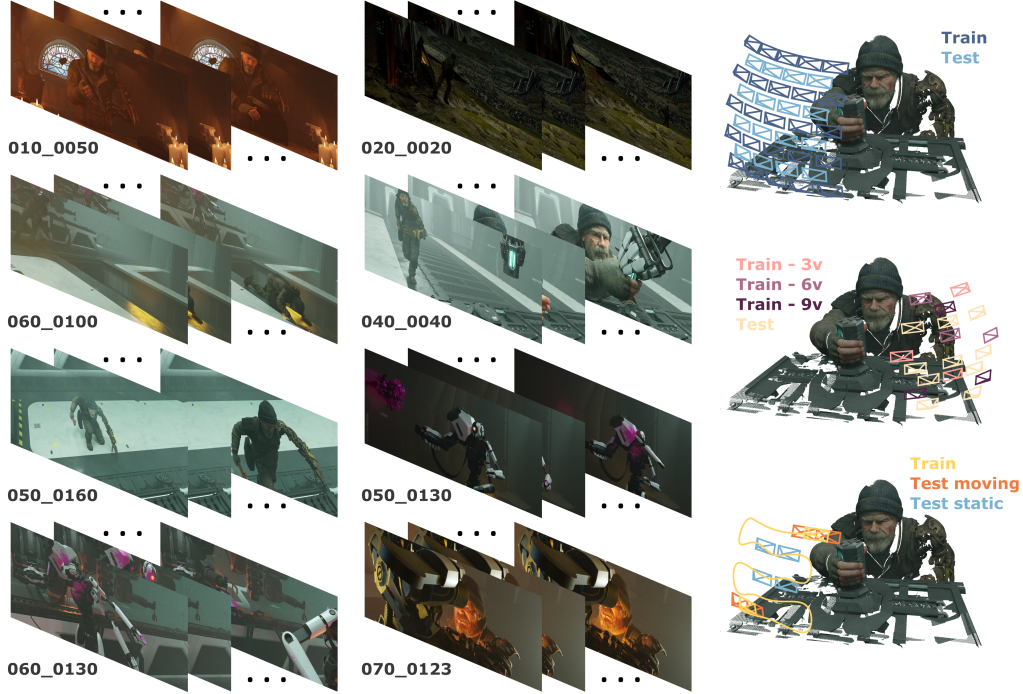 010_0050
020_0020
Train
Test
060_0100
040_0040
Train - 3v
Train - 6v
Train - 9v
Test
050_0160
050_0130
Train
Test moving
Test static
060_0130
070_0123